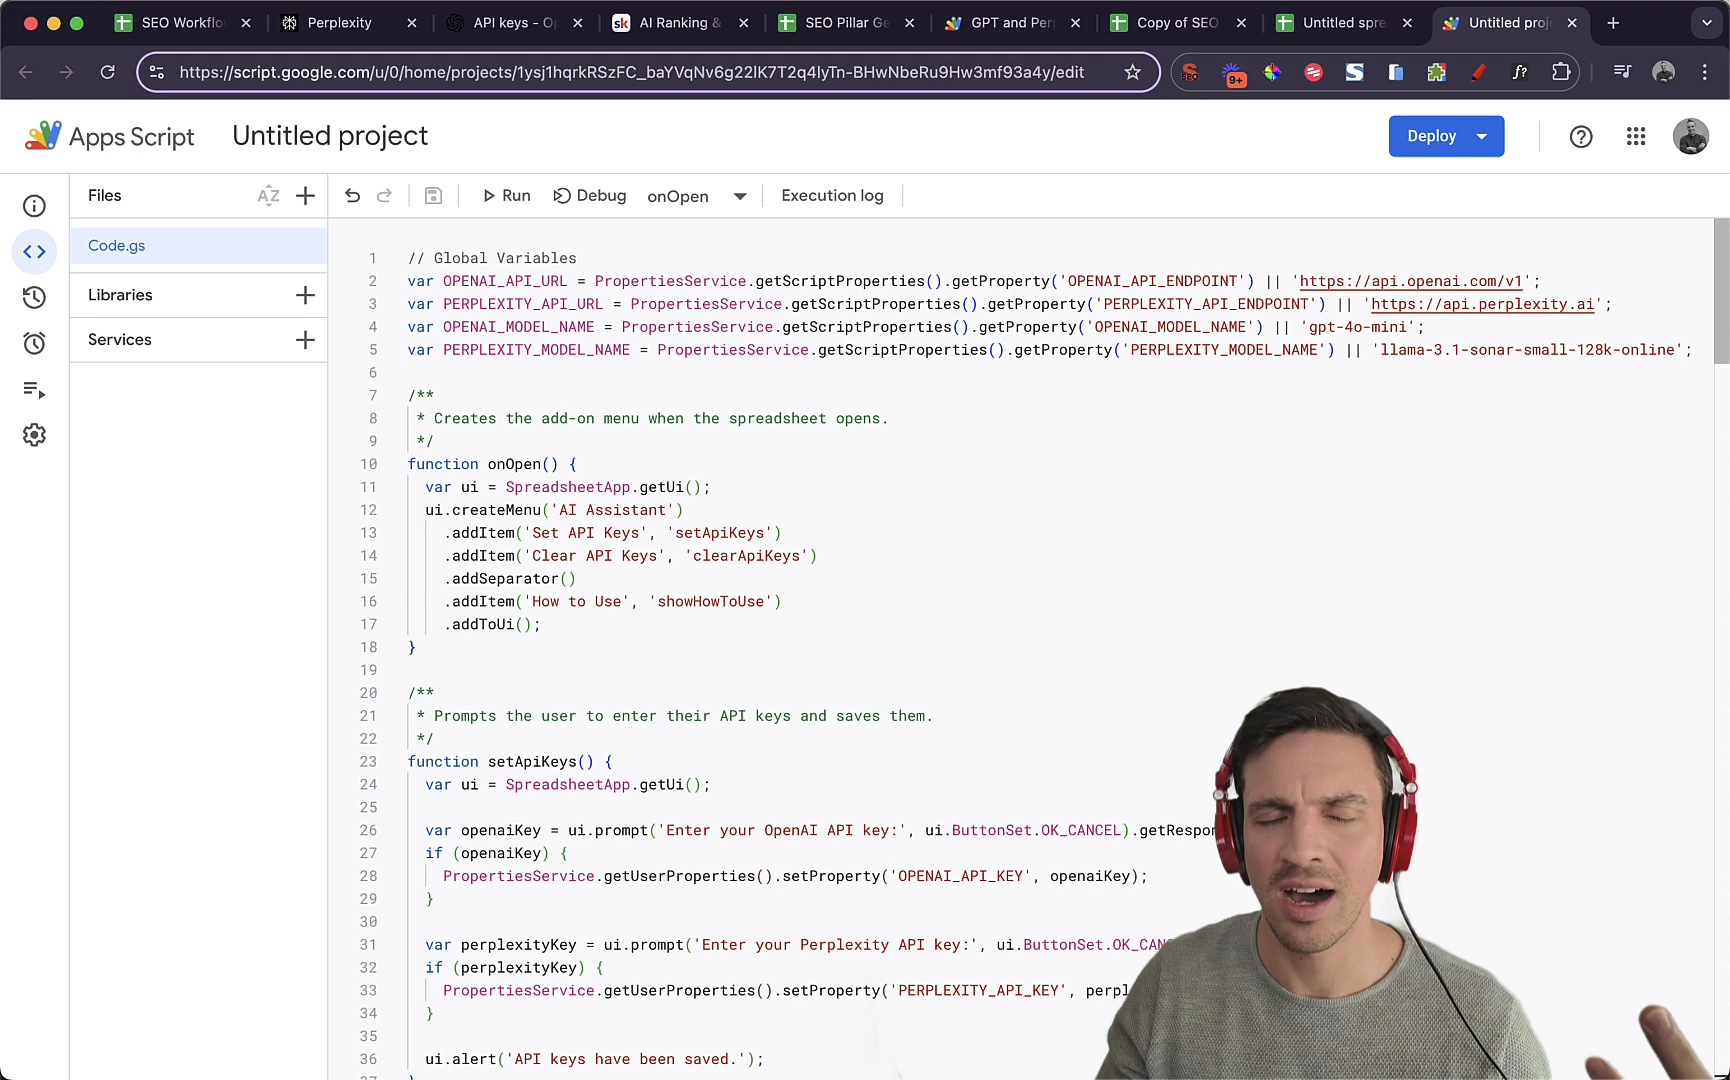 SEO Workflo
Perplexity
API keys - Op
sk
AI Ranking &
SEO Pillar Ge
GPT and Per
Copy of SEO
Untitled spre
Untitled proj
https://script.google.com/u/0/home/projects/1ysj1hqrkRSzFC_baYVqNv6g22lK7T2q4lyTn-BHwNbeRu9Hw3mf93a4y/edit
SEO
9+
f?
Apps Script
Untitled project
Deploy
Files
AZ
Run
Debug
onOpen
Execution log
Code.gs
Libraries
Services
1 // Global Variables
2 var OPENAI_API_URL = PropertiesService.getScriptProperties().getProperty('OPENAI_API_ENDPOINT') || 'https://api.openai.com/v1';
3 var PERPLEXITY_API_URL = PropertiesService.getScriptProperties().getProperty('PERPLEXITY_API_ENDPOINT') || 'https://api.perplexity.ai';
4 var OPENAI_MODEL_NAME = PropertiesService.getScriptProperties().getProperty('OPENAI_MODEL_NAME') || 'gpt-4o-mini';
5 var PERPLEXITY_MODEL_NAME = PropertiesService.getScriptProperties().getProperty('PERPLEXITY_MODEL_NAME') || 'llama-3.1-sonar-small-128k-online';
6
7 /**
8 * Creates the add-on menu when the spreadsheet opens.
9 */
10 function onOpen() {
11 var ui = SpreadsheetApp.getUi();
12 ui.createMenu('AI Assistant')
13 .addItem('Set API Keys', 'setApiKeys')
14 .addItem('Clear API Keys', 'clearApiKeys')
15 .addSeparator()
16 .addItem('How to Use', 'showHowToUse')
17 .addToUi();
18 }
19
20 /**
21 * Prompts the user to enter their API keys and saves them.
22 */
23 function setApiKeys() {
24 var ui = SpreadsheetApp.getUi();
25
26 var openaiKey = ui.prompt('Enter your OpenAI API key:', ui.ButtonSet.OK_CANCEL).getRespon
27 if (openaiKey) {
28 PropertiesService.getUserProperties().setProperty('OPENAI_API_KEY', openaiKey);
29 }
30
31 var perplexityKey = ui.prompt('Enter your Perplexity API key:', ui.ButtonSet.OK_CANC
32 if (perplexityKey) {
33 PropertiesService.getUserProperties().setProperty('PERPLEXITY_API_KEY', perpl
34 }
35
36 ui.alert('API keys have been saved.');